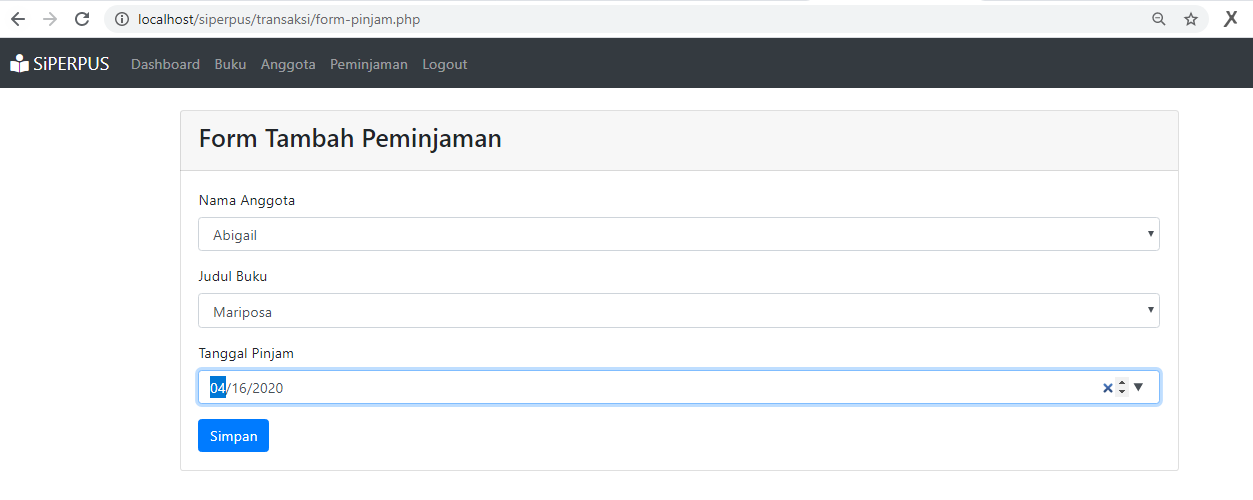 localhost/siperpus/transaksi/form-pinjam.php
SiPERPUS Dashboard Buku Anggota Peminjaman Logout
Form Tambah Peminjaman
Nama Anggota
Abigail
Judul Buku
Mariposa
Tanggal Pinjam
04/16/2020
Simpan